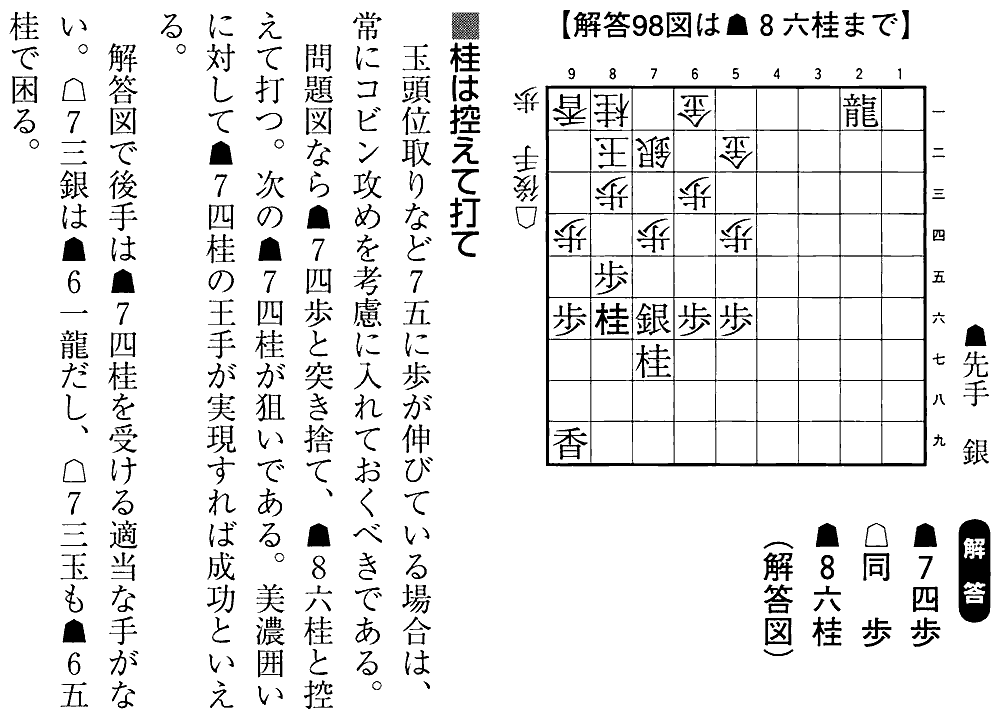 【解答98図は☗８六桂まで】
９ ８ ７ ６ ５ ４ ３ ２ １
香 桂 金 龍 一
王 銀 金 二
歩 歩 三
歩 歩 歩 四
歩 五
歩 桂 銀 歩 歩 六
桂 七
八
香 九
☖後手 歩
☗先手 銀
解答
☗７四歩
☖同 歩
☗８六桂
（解答図）
■桂は控えて打て
玉頭位取りなど７五に歩が伸びている場合は、
常にコビン攻めを考慮に入れておくべきである。
問題図なら☗７四歩と突き捨て、☗８六桂と控
えて打つ。次の☗７四桂が狙いである。美濃囲い
に対して☗７四桂の王手が実現すれば成功といえ
る。
解答図で後手は☗７四桂を受ける適当な手がな
い。☖７三銀は☗６一龍だし、☖７三玉も☗６五
桂で困る。